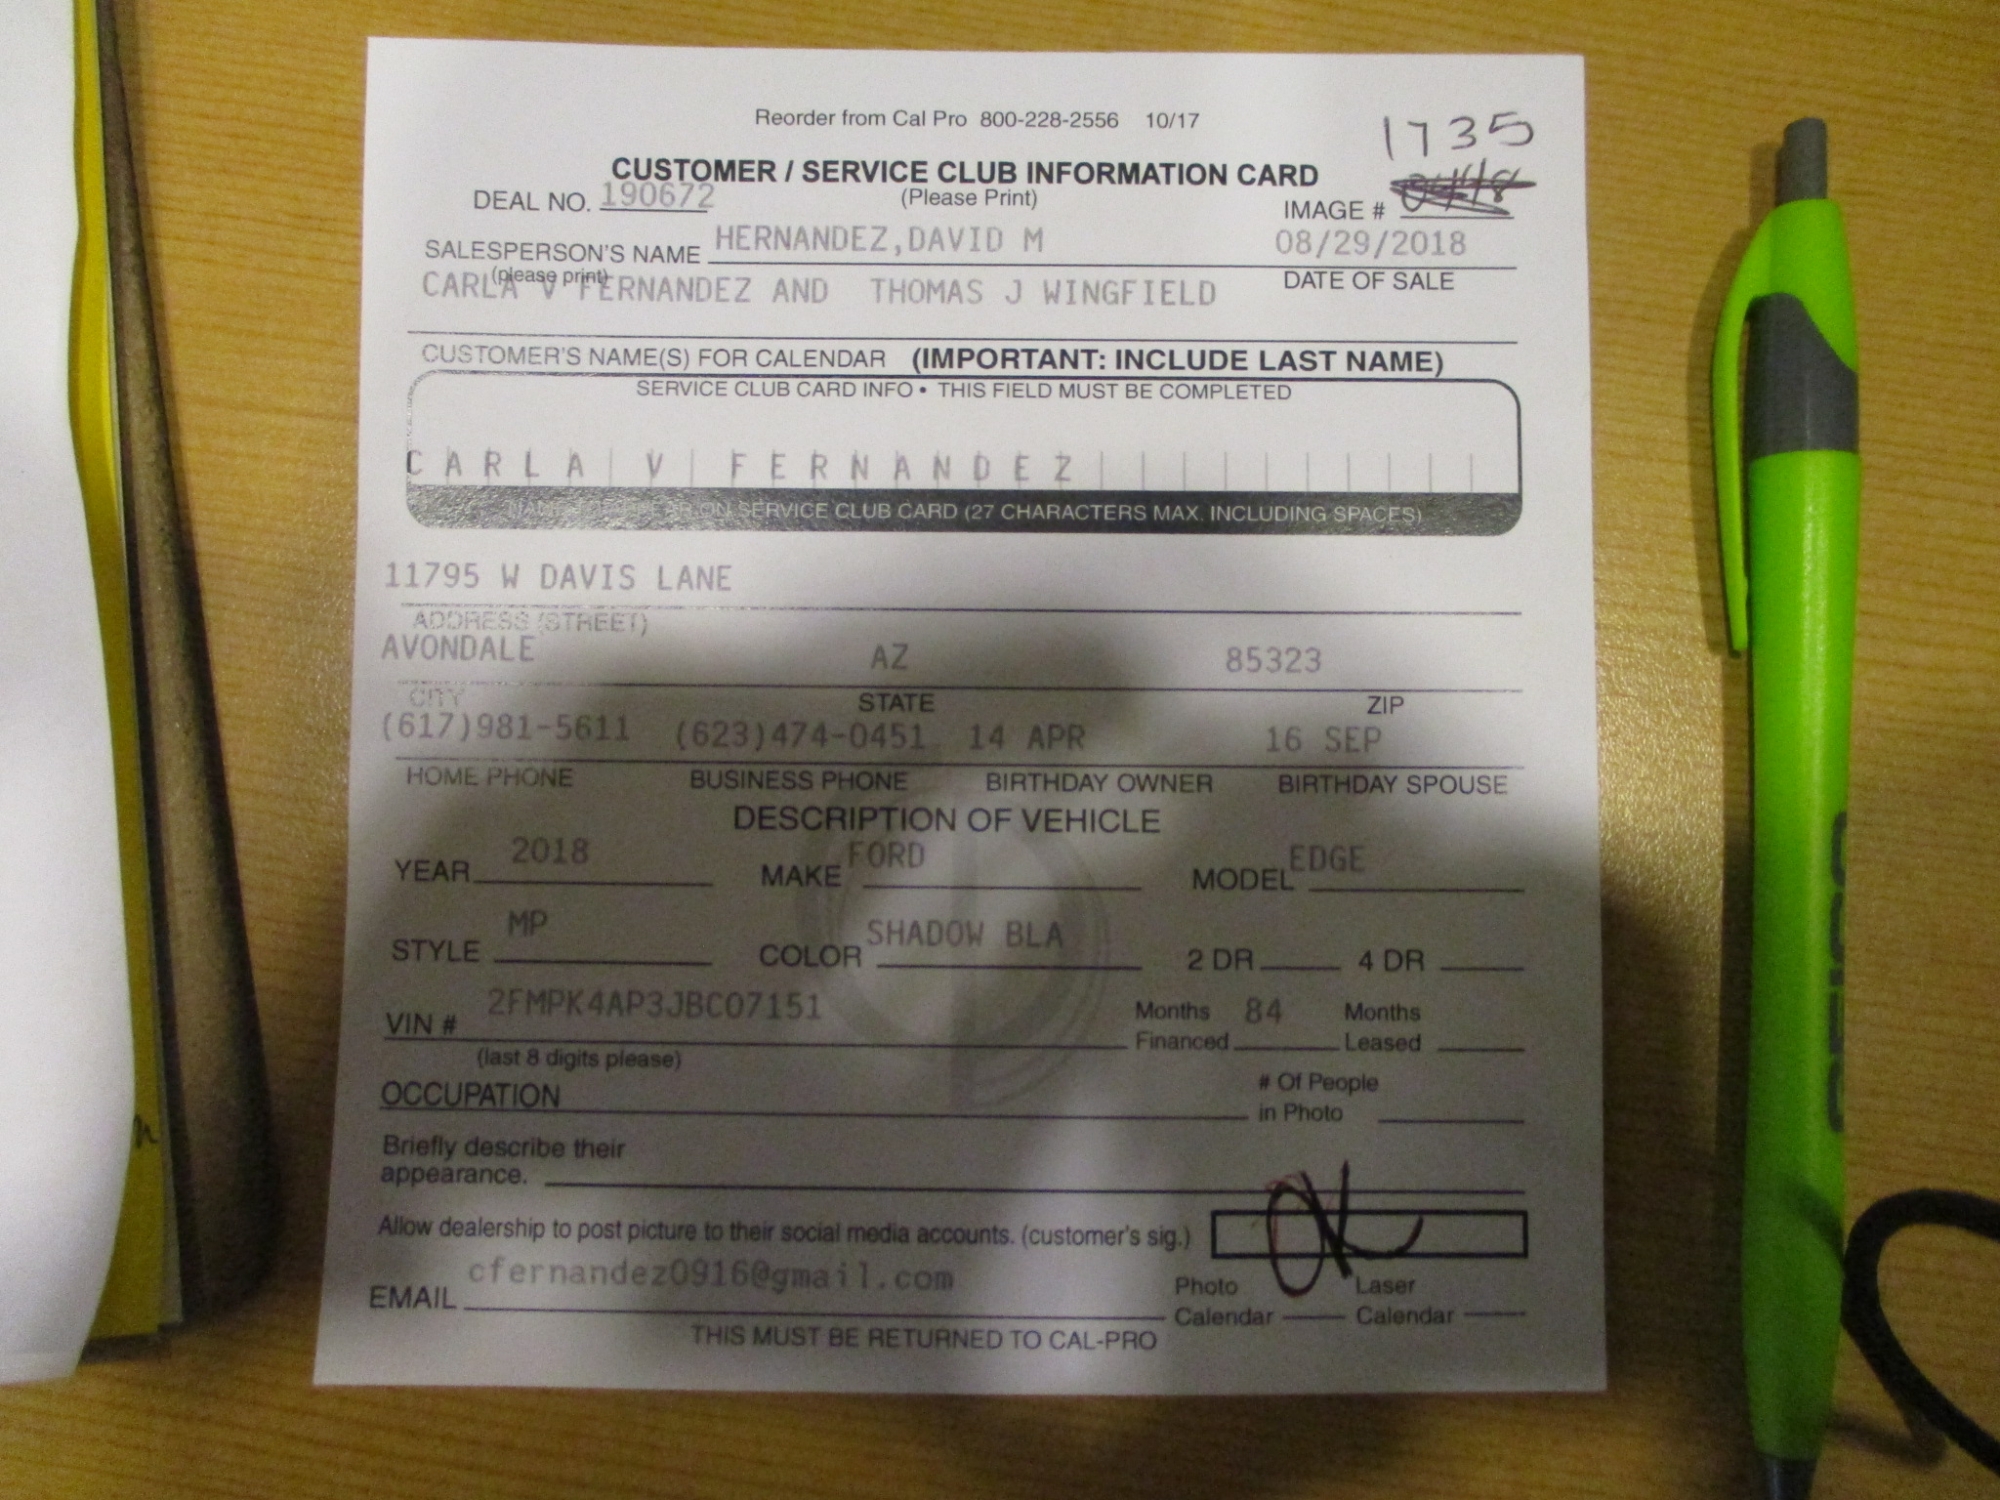 Reorder from Cal Pro 800-228-2556 10/17
1735
CUSTOMER / SERVICE CLUB INFORMATION CARD
DEAL NO. 190672 (Please Print) IMAGE #
SALESPERSON'S NAME HERNANDEZ,DAVID M 08/29/2018
(please print) DATE OF SALE
CARLA V FERNANDEZ AND THOMAS J WINGFIELD
CUSTOMER'S NAME(S) FOR CALENDAR (IMPORTANT: INCLUDE LAST NAME)
SERVICE CLUB CARD INFO • THIS FIELD MUST BE COMPLETED
CARLA V FERNANDEZ
NAME TO APPEAR ON SERVICE CLUB CARD (27 CHARACTERS MAX. INCLUDING SPACES)
11795 W DAVIS LANE
ADDRESS (STREET)
AVONDALE AZ 85323
CITY STATE ZIP
(617)981-5611 (623)474-0451 14 APR 16 SEP
HOME PHONE BUSINESS PHONE BIRTHDAY OWNER BIRTHDAY SPOUSE
DESCRIPTION OF VEHICLE
YEAR 2018 MAKE FORD MODEL EDGE
STYLE MP COLOR SHADOW BLA 2 DR 4 DR
VIN # 2FMPK4AP3JBC07151 Months 84 Months
Financed Leased
(last 8 digits please)
OCCUPATION # Of People
in Photo
Briefly describe their
appearance.
Allow dealership to post picture to their social media accounts. (customer's sig.)
EMAIL cfernandez0916@gmail.com Photo Laser
Calendar Calendar
THIS MUST BE RETURNED TO CAL-PRO
GEICO